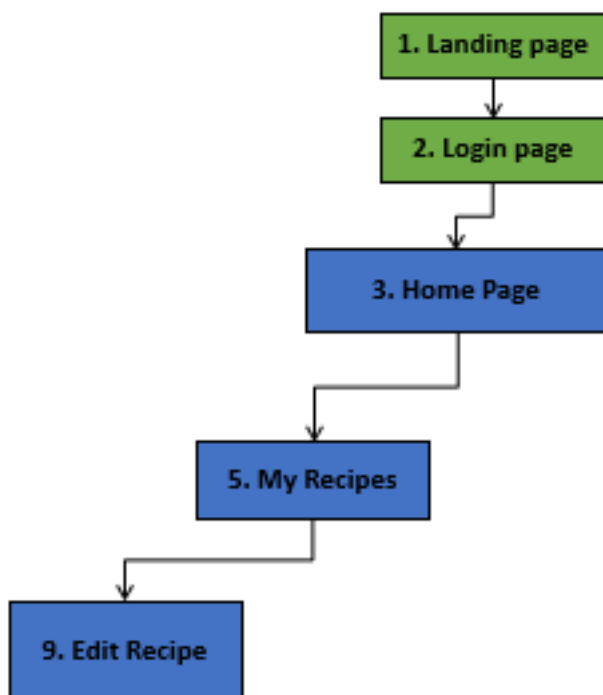 1. Landing page
2. Login page
3. Home Page
5. My Recipes
9. Edit Recipe